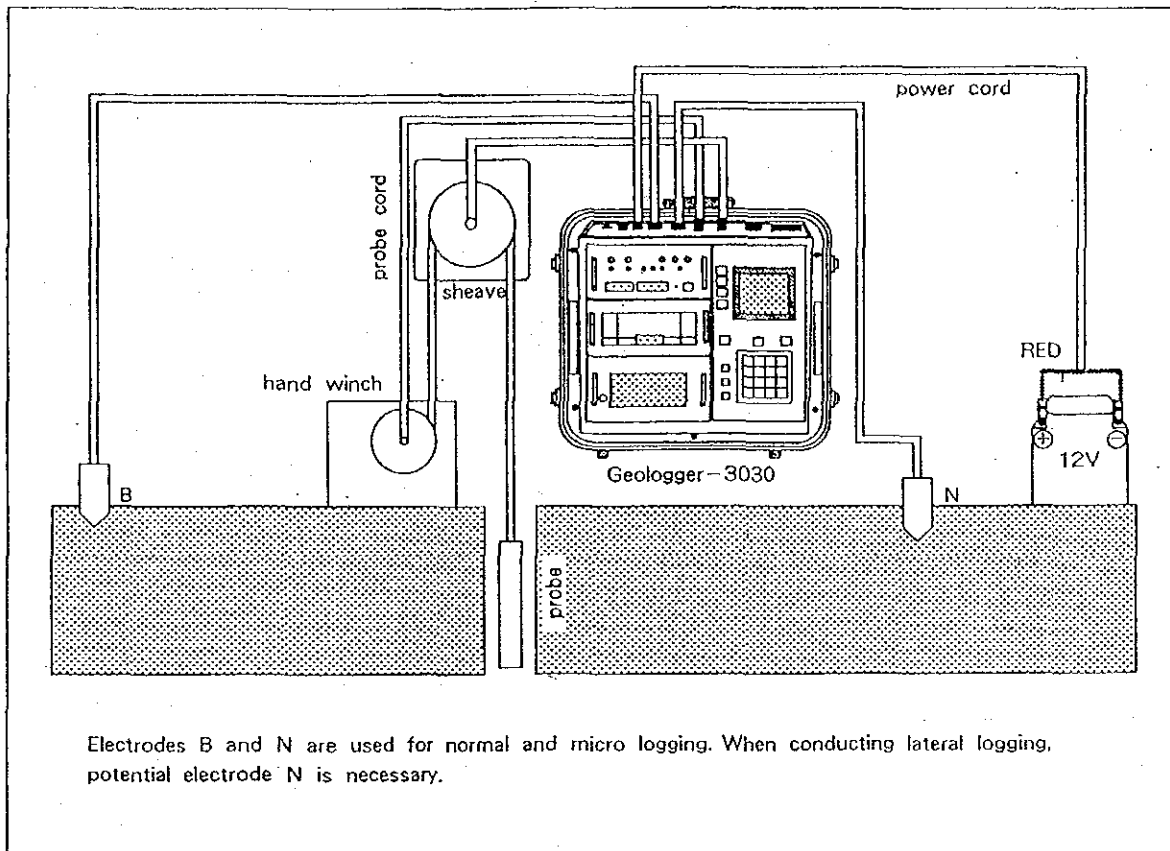 power cord
probe cord
sheave
hand winch
RED
B
Geologger-3030
N
+ −
12V
probe
Electrodes B and N are used for normal and micro logging. When conducting lateral logging,
potential electrode N is necessary.